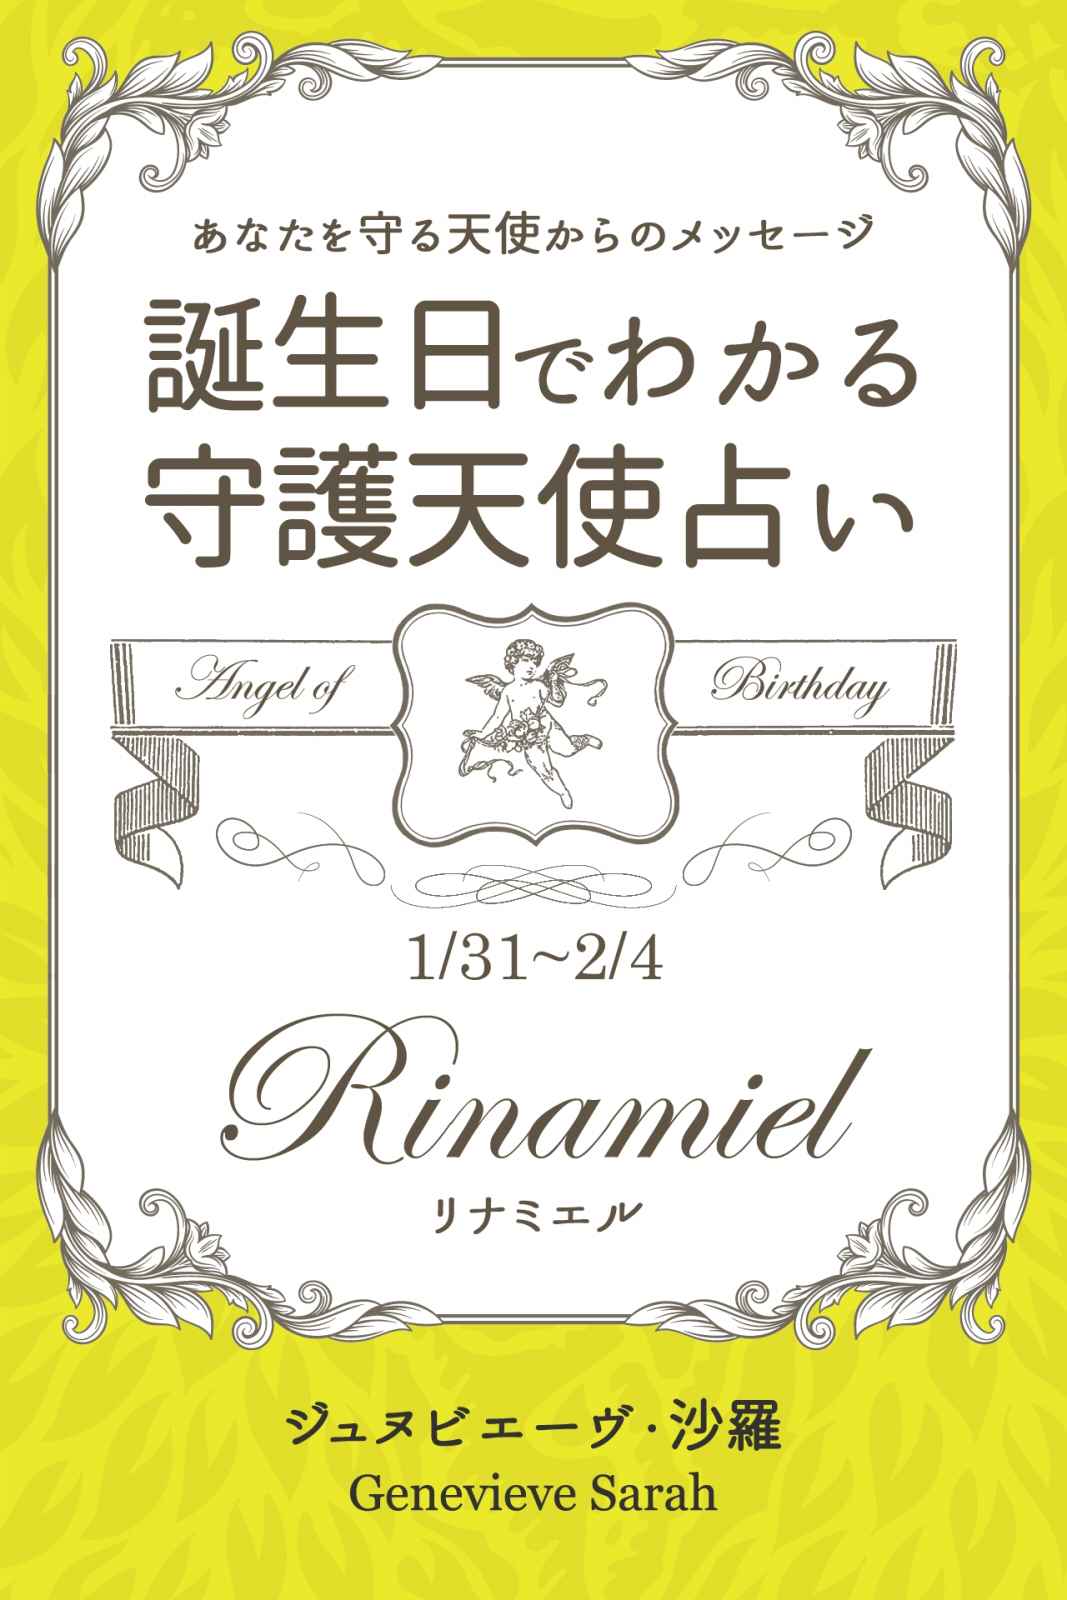 あなたを守る天使からのメッセージ
誕生日でわかる
守護天使占い
Angel of Birthday
1/31~2/4
Rinamiel
リナミエル
ジュヌビエーヴ・沙羅
Genevieve Sarah